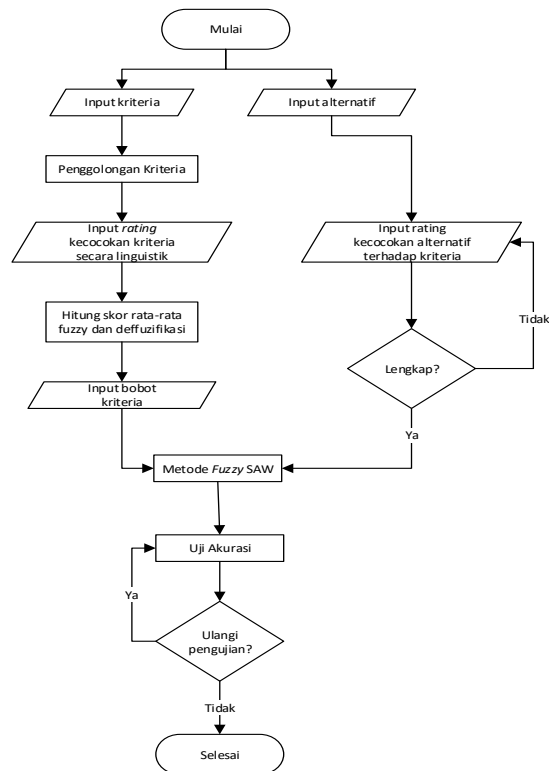 Mulai
Input kriteria
Input alternatif
Penggolongan Kriteria
Input rating
kecocokan kriteria
secara linguistik
Input rating
kecocokan alternatif
terhadap kriteria
Hitung skor rata-rata
fuzzy dan deffuzifikasi
Tidak
Lengkap?
Input bobot
kriteria
Ya
Metode Fuzzy SAW
Uji Akurasi
Ya
Ulangi
pengujian?
Tidak
Selesai